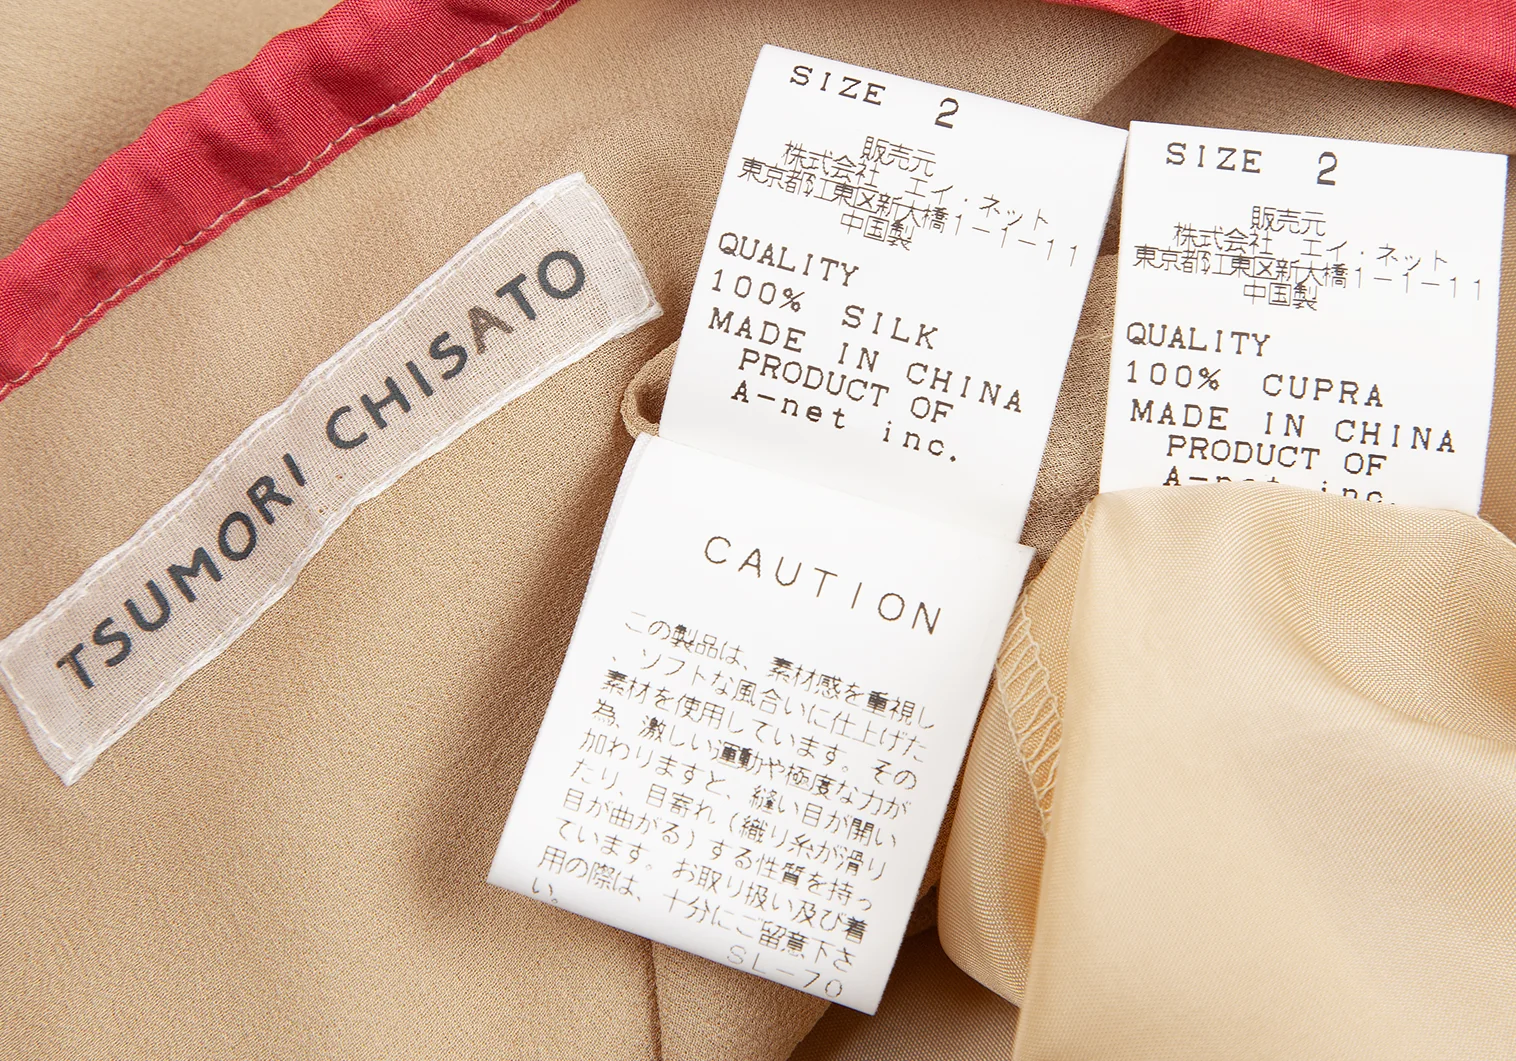 TSUMORI CHISATO
SIZE 2
販売元
株式会社 エイ・ネット
東京都江東区新大橋1-1-11
中国製
QUALITY
100% SILK
MADE IN CHINA
PRODUCT OF
A-net inc.
CAUTION
この製品は、素材感を重視し
、ソフトな風合いに仕上げた
素材を使用しています。その
為、激しい運動や極度な力が
加わりますと、縫い目が開い
たり、目寄れ(織り糸が滑り
目が曲がる)する性質を持っ
ています。お取り扱い及び着
用の際は、十分にご留意下さ
い。
SL-70
SIZE 2
販売元
株式会社 エイ・ネット
東京都江東区新大橋1-1-11
中国製
QUALITY
100% CUPRA
MADE IN CHINA
PRODUCT OF
A-net inc.